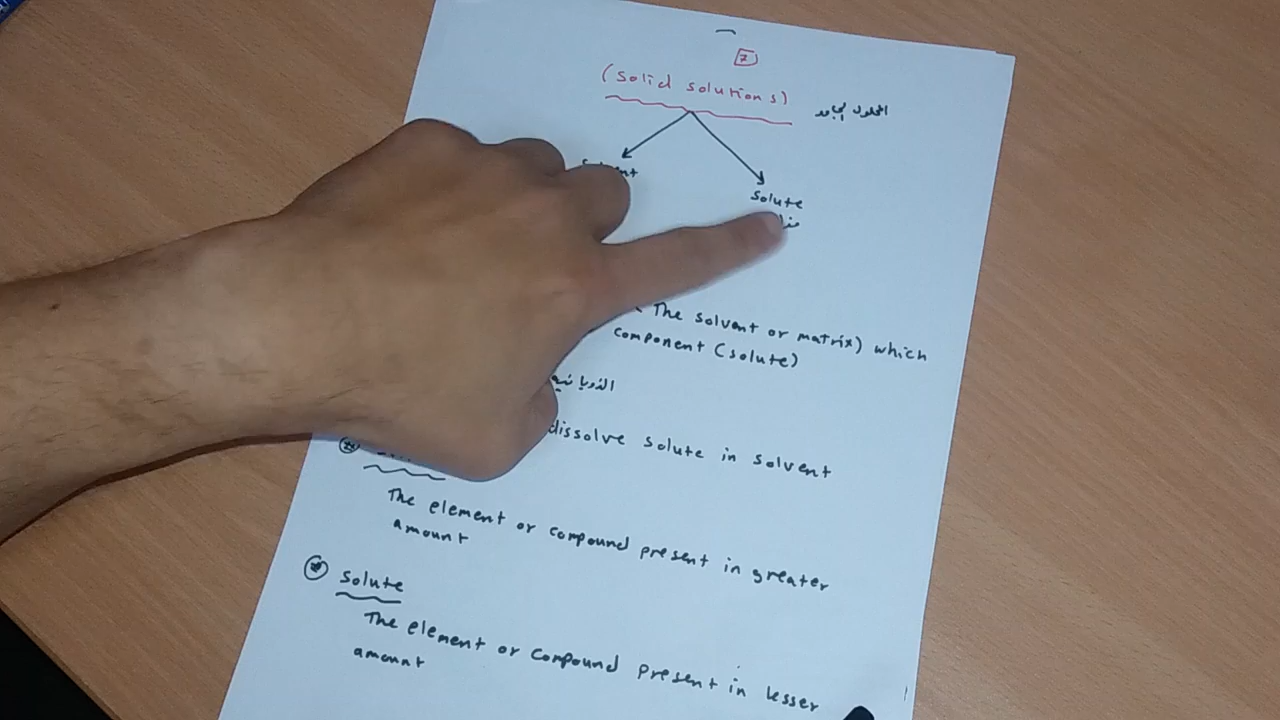 7
(solid solutions)
المحلول الجامد
Solute
The solvent or matrix) which
component (solute)
الذوبانية
dissolve solute in solvent
The element or compound present in greater
amount
Solute
The element or compound present in lesser
amount